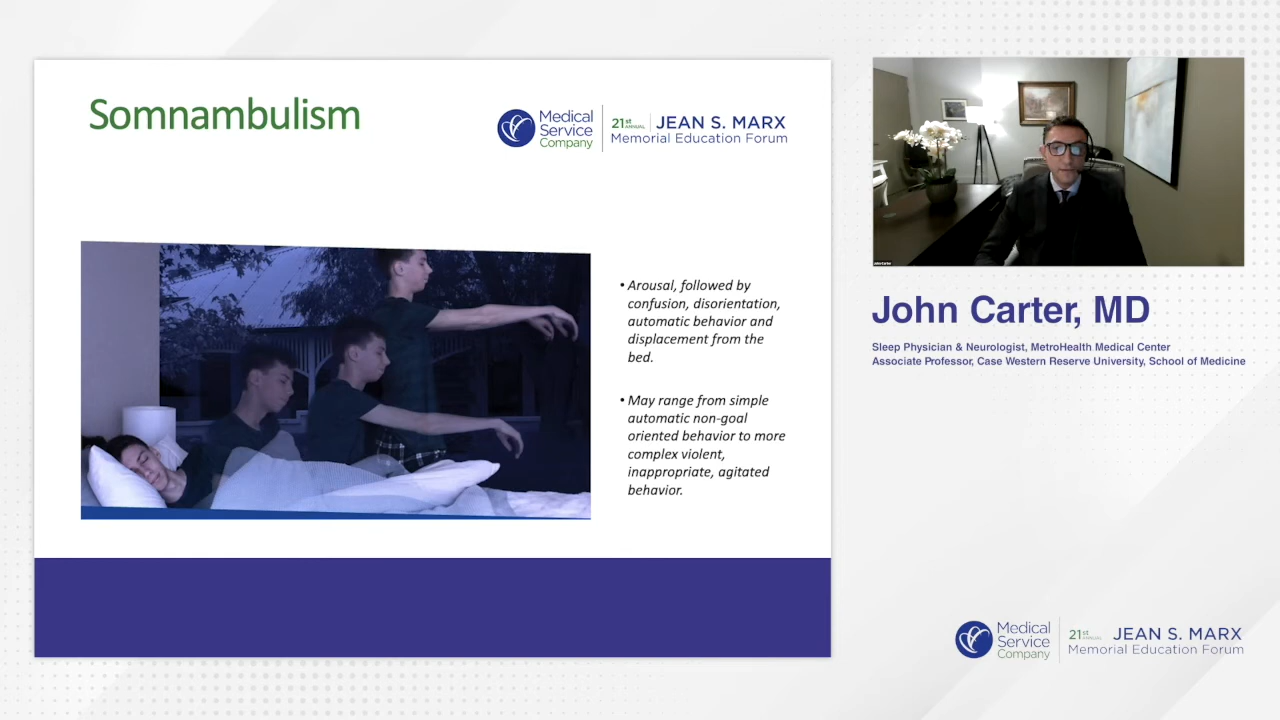 Somnambulism
Medical
Service
Company
21st
ANNUAL
JEAN S. MARX
Memorial Education Forum
• Arousal, followed by
confusion, disorientation,
automatic behavior and
displacement from the
bed.
• May range from simple
automatic non-goal
oriented behavior to more
complex violent,
inappropriate, agitated
behavior.
John Carter
John Carter, MD
Sleep Physician & Neurologist, MetroHealth Medical Center
Associate Professor, Case Western Reserve University, School of Medicine
Medical
Service
Company
21st
ANNUAL
JEAN S. MARX
Memorial Education Forum